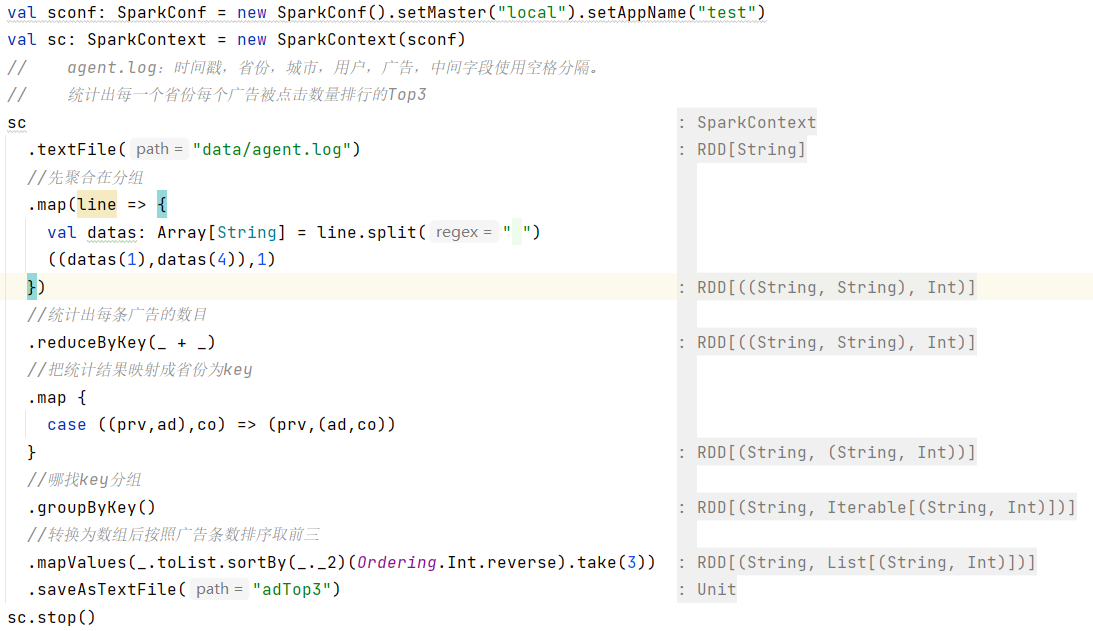 val sconf: SparkConf = new SparkConf().setMaster("local").setAppName("test")
val sc: SparkContext = new SparkContext(sconf)
//    agent.log：时间戳，省份，城市，用户，广告，中间字段使用空格分隔。
//    统计出每一个省份每个广告被点击数量排行的Top3
sc : SparkContext
  .textFile( path = "data/agent.log") : RDD[String]
  //先聚合在分组
  .map(line => {
    val datas: Array[String] = line.split( regex = " ")
    ((datas(1),datas(4)),1)
  }) : RDD[((String, String), Int)]
  //统计出每条广告的数目
  .reduceByKey(_ + _) : RDD[((String, String), Int)]
  //把统计结果映射成省份为key
  .map {
    case ((prv,ad),co) => (prv,(ad,co))
  } : RDD[(String, (String, Int))]
  //哪找key分组
  .groupByKey() : RDD[(String, Iterable[(String, Int)])]
  //转换为数组后按照广告条数排序取前三
  .mapValues(_.toList.sortBy(_._2)(Ordering.Int.reverse).take(3)) : RDD[(String, List[(String, Int)])]
  .saveAsTextFile( path = "adTop3") : Unit
sc.stop()